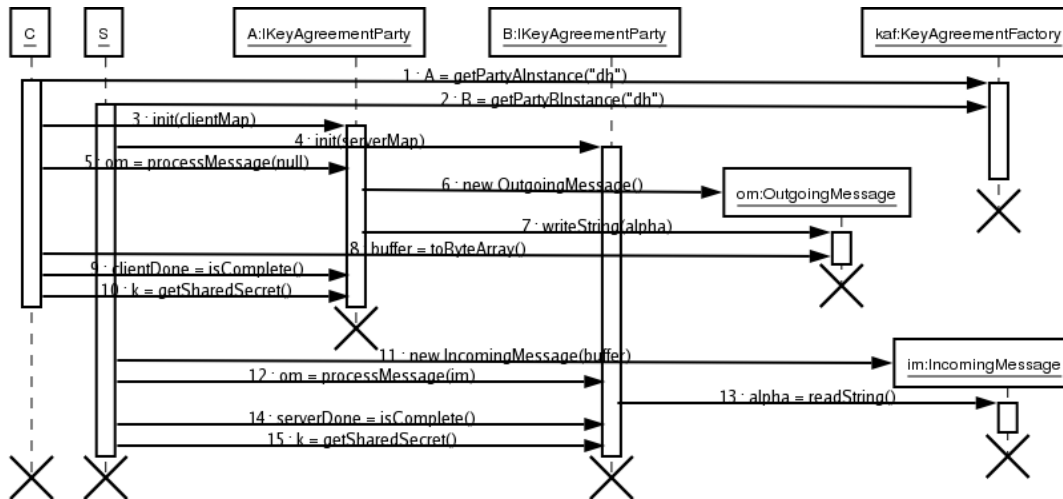 C
S
A:IKeyAgreementParty
B:IKeyAgreementParty
kaf:KeyAgreementFactory
1 : A = getPartyAInstance("dh")
2 : B = getPartyBInstance("dh")
3 : init(clientMap)
4 : init(serverMap)
5 : om = processMessage(null)
6 : new OutgoingMessage()
om:OutgoingMessage
7 : writeString(alpha)
8 : buffer = toByteArray()
9 : clientDone = isComplete()
10 : k = getSharedSecret()
11 : new IncomingMessage(buffer)
im:IncomingMessage
12 : om = processMessage(im)
13 : alpha = readString()
14 : serverDone = isComplete()
15 : k = getSharedSecret()